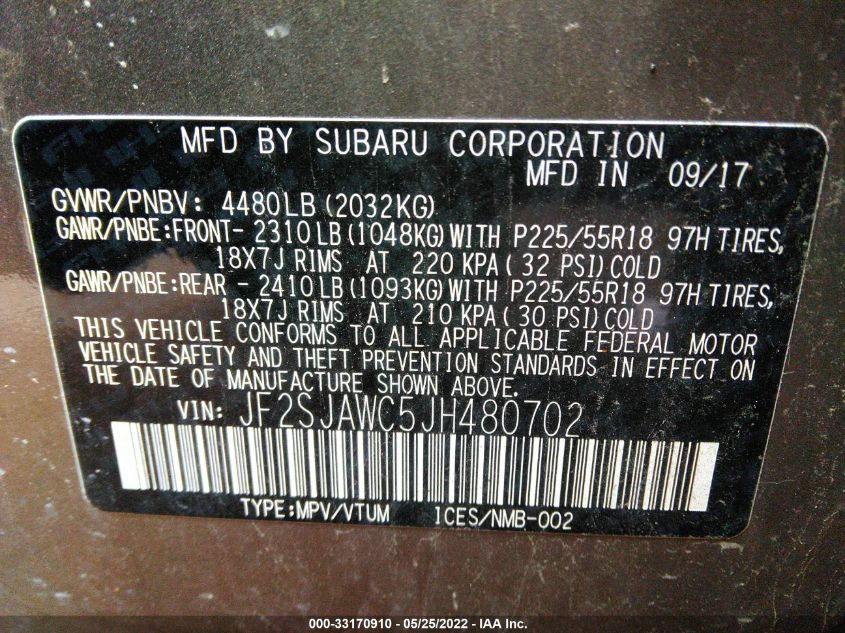 MFD BY SUBARU CORPORATION
MFD IN 09/17
GVWR/PNBV: 4480LB (2032KG)
GAWR/PNBE:FRONT- 2310LB (1048KG) WITH P225/55R18 97H TIRES,
18X7J RIMS AT 220 KPA ( 32 PSI) COLD
GAWR/PNBE:REAR - 2410LB (1093KG) WITH P225/55R18 97H TIRES,
18X7J RIMS AT 210 KPA ( 30 PSI) COLD
THIS VEHICLE CONFORMS TO ALL APPLICABLE FEDERAL MOTOR
VEHICLE SAFETY AND THEFT PREVENTION STANDARDS IN EFFECT ON
THE DATE OF MANUFACTURE SHOWN ABOVE.
VIN: JF2SJAWC5JH480702
TYPE:MPV/VTUM ICES/NMB-002
000-33170910 - 05/25/2022 - IAA Inc.